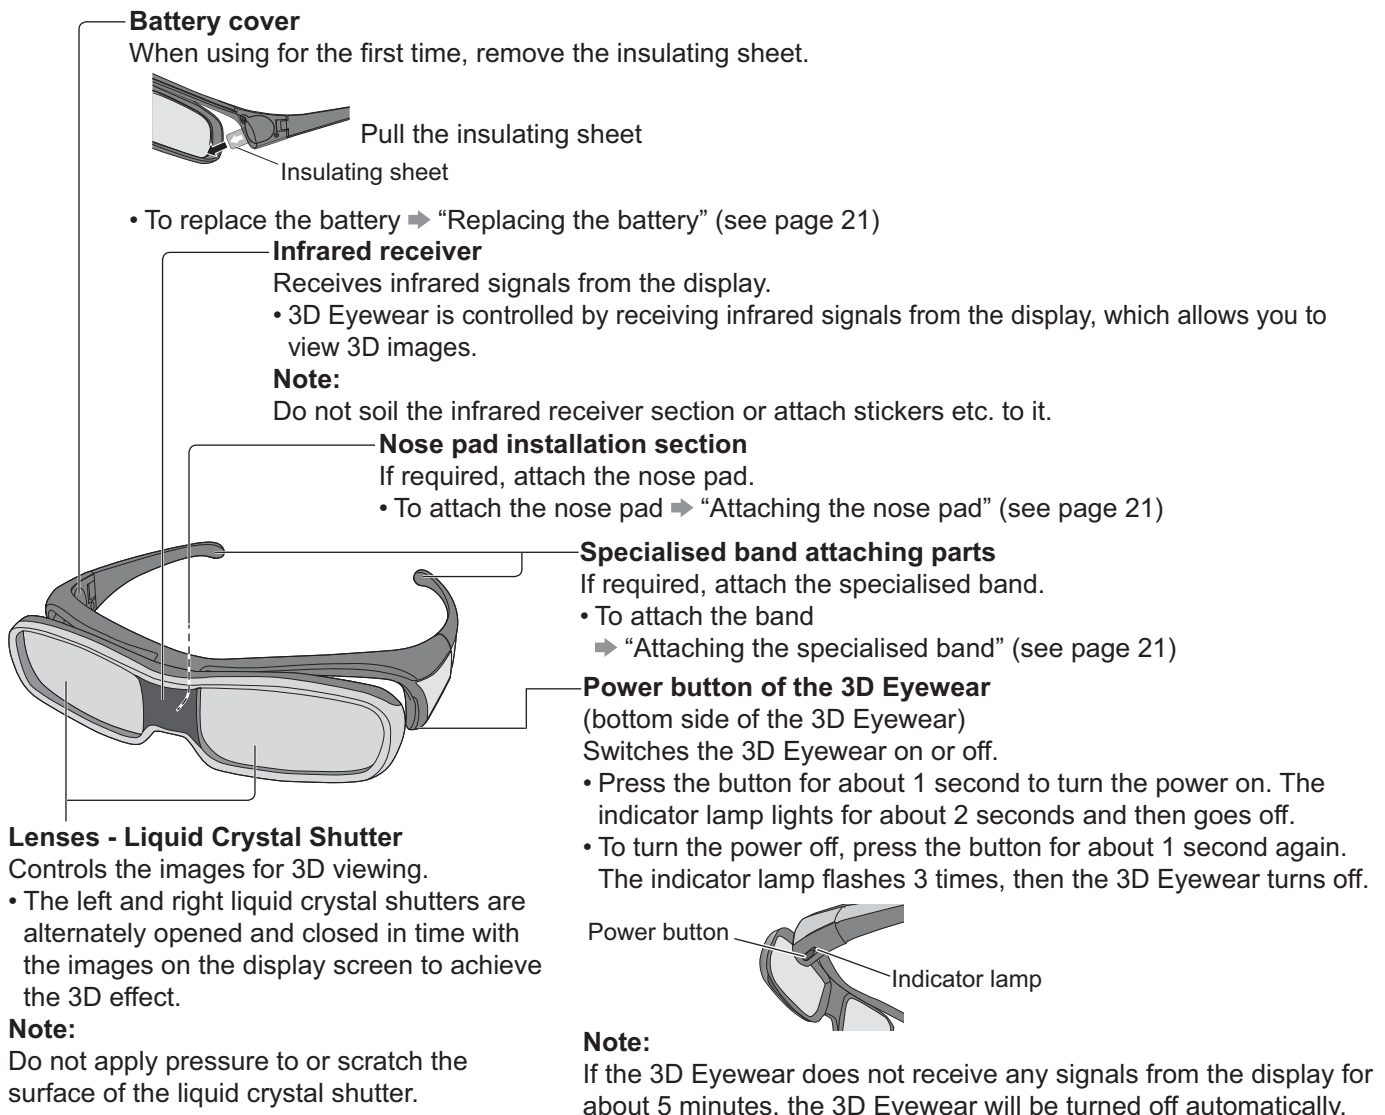 Battery cover
When using for the first time, remove the insulating sheet.
Pull the insulating sheet
Insulating sheet
• To replace the battery ➡ “Replacing the battery” (see page 21)
Infrared receiver
Receives infrared signals from the display.
• 3D Eyewear is controlled by receiving infrared signals from the display, which allows you to
view 3D images.
Note:
Do not soil the infrared receiver section or attach stickers etc. to it.
Nose pad installation section
If required, attach the nose pad.
• To attach the nose pad ➡ “Attaching the nose pad” (see page 21)
Specialised band attaching parts
If required, attach the specialised band.
• To attach the band
➡ “Attaching the specialised band” (see page 21)
Power button of the 3D Eyewear
(bottom side of the 3D Eyewear)
Switches the 3D Eyewear on or off.
• Press the button for about 1 second to turn the power on. The
indicator lamp lights for about 2 seconds and then goes off.
• To turn the power off, press the button for about 1 second again.
The indicator lamp flashes 3 times, then the 3D Eyewear turns off.
Power button
Indicator lamp
Note:
If the 3D Eyewear does not receive any signals from the display for
about 5 minutes, the 3D Eyewear will be turned off automatically.
Lenses - Liquid Crystal Shutter
Controls the images for 3D viewing.
• The left and right liquid crystal shutters are
alternately opened and closed in time with
the images on the display screen to achieve
the 3D effect.
Note:
Do not apply pressure to or scratch the
surface of the liquid crystal shutter.